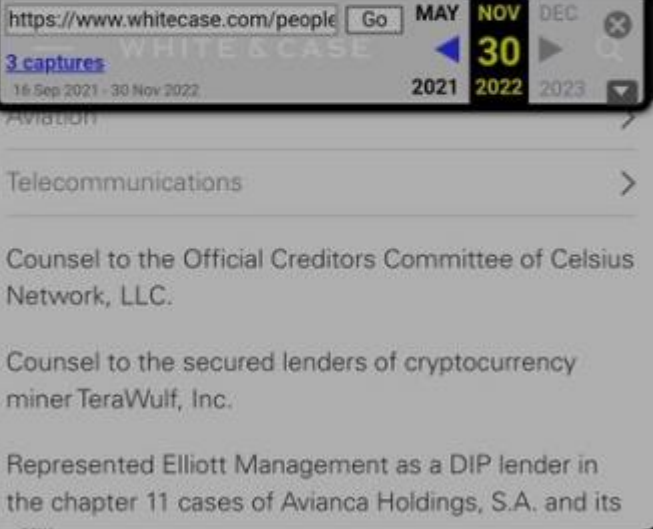 https://www.whitecase.com/people Go MAY NOV DEC
WHITE & CASE
3 captures 30
16 Sep 2021 - 30 Nov 2022 2021 2022 2023
Aviation
Telecommunications
Counsel to the Official Creditors Committee of Celsius
Network, LLC.
Counsel to the secured lenders of cryptocurrency
miner TeraWulf, Inc.
Represented Elliott Management as a DIP lender in
the chapter 11 cases of Avianca Holdings, S.A. and its